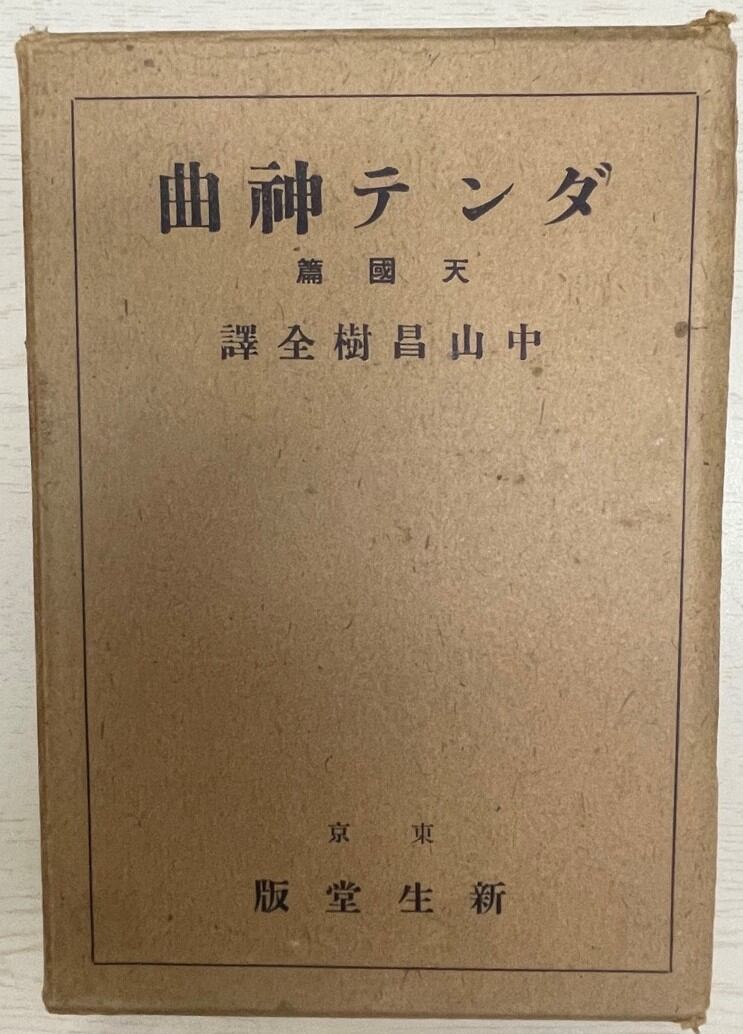 ダンテ神曲
天國篇
中山昌樹全譯
東京
新生堂版